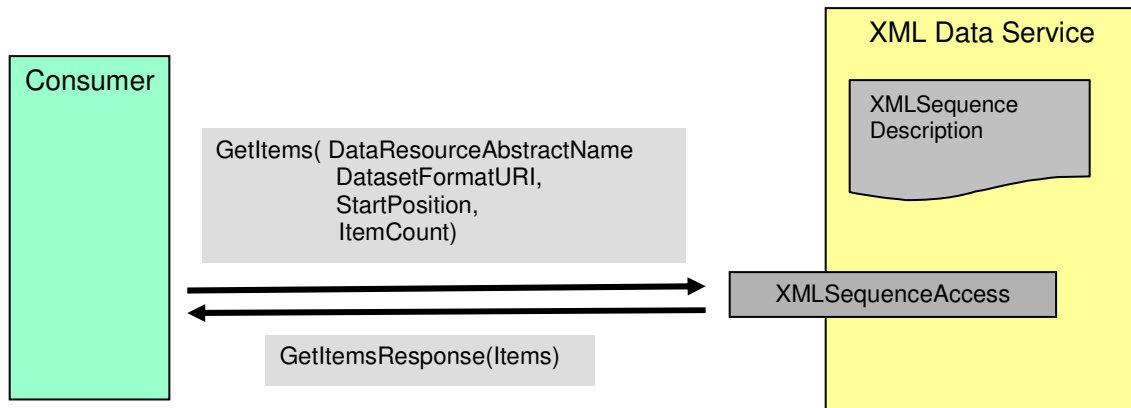 XML Data Service
Consumer
XMLSequence
Description
GetItems( DataResourceAbstractName
DatasetFormatURI,
StartPosition,
ItemCount)
XMLSequenceAccess
GetItemsResponse(Items)